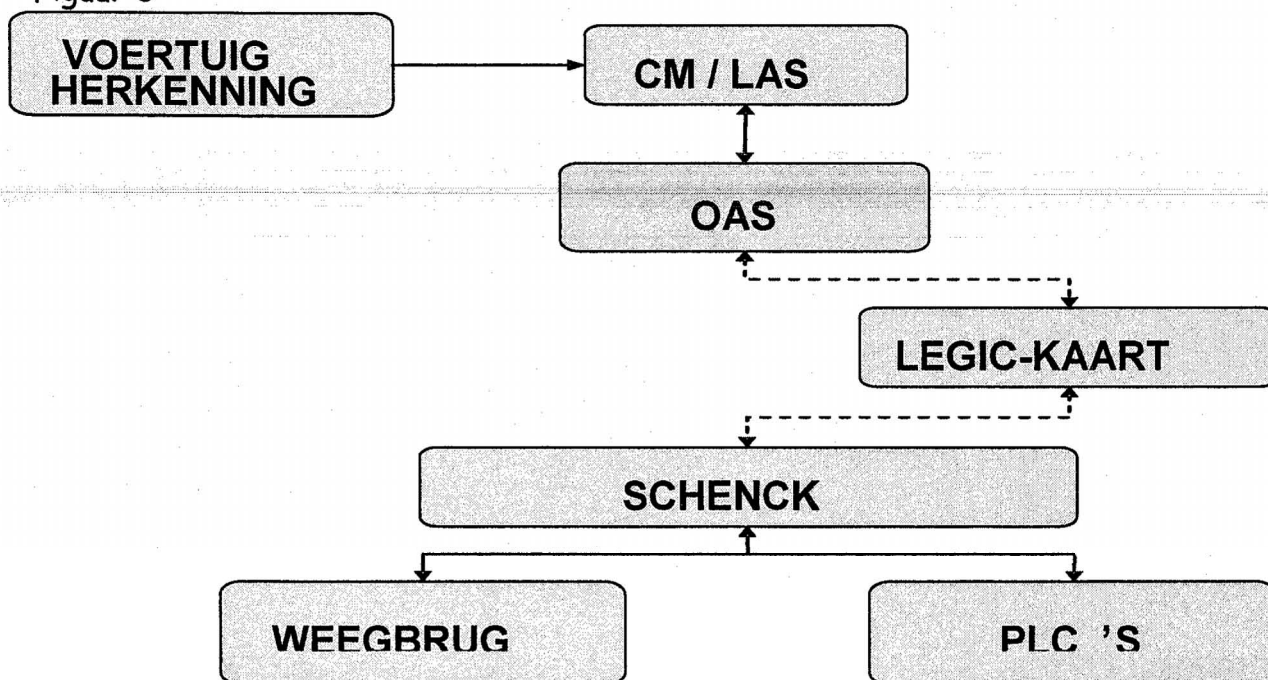 VOERTUIG
HERKENNING
CM / LAS
OAS
LEGIC-KAART
SCHENCK
WEEGBRUG
PLC 'S